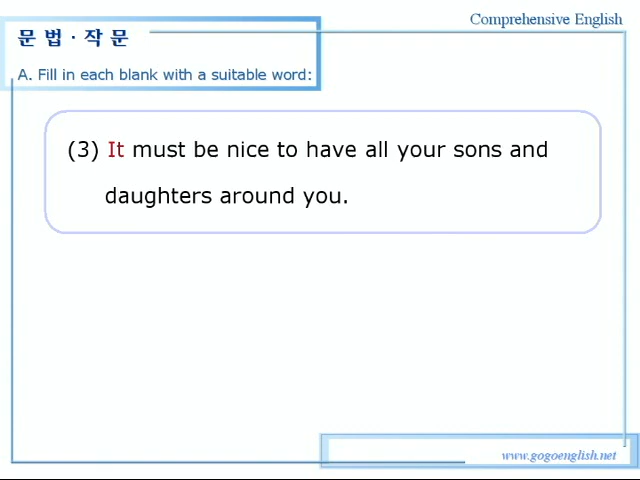 Comprehensive English
문 법 · 작 문
A. Fill in each blank with a suitable word:
(3) It must be nice to have all your sons and
daughters around you.
www.gogoenglish.net